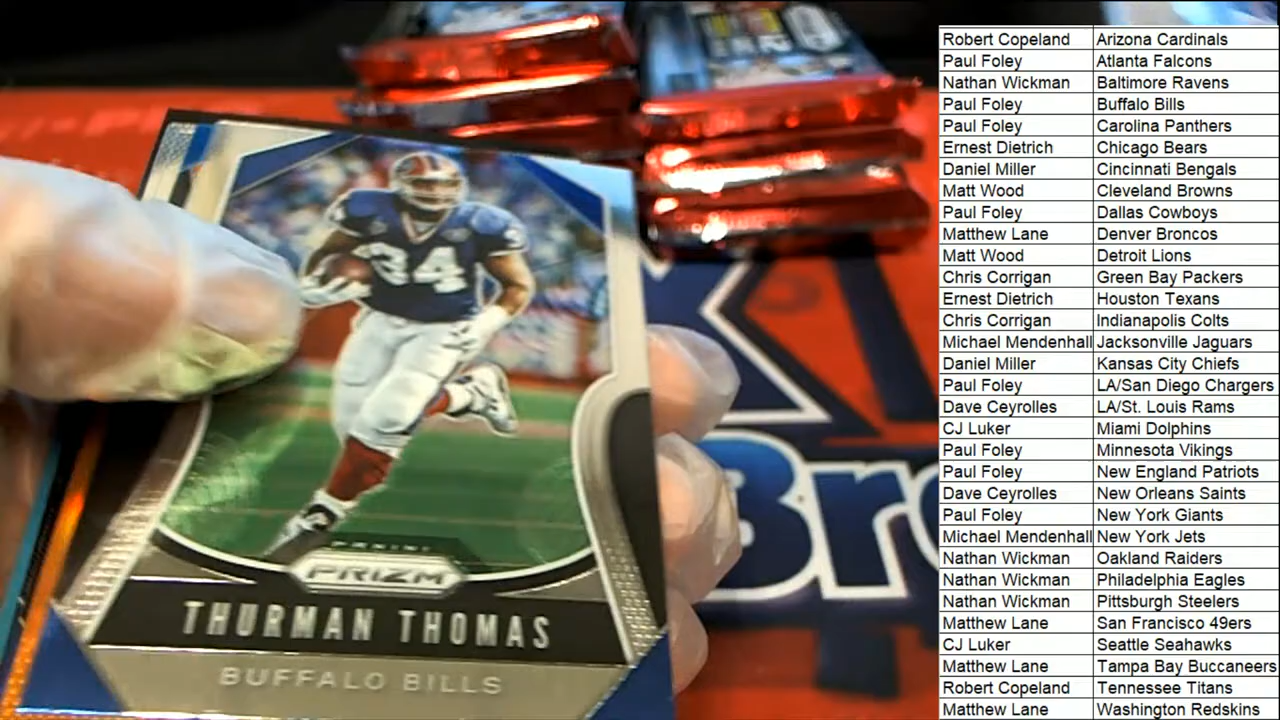 34
PANINI
PRIZM
THURMAN THOMAS
BUFFALO BILLS
Br
Robert Copeland Arizona Cardinals
Paul Foley Atlanta Falcons
Nathan Wickman Baltimore Ravens
Paul Foley Buffalo Bills
Paul Foley Carolina Panthers
Ernest Dietrich Chicago Bears
Daniel Miller Cincinnati Bengals
Matt Wood Cleveland Browns
Paul Foley Dallas Cowboys
Matthew Lane Denver Broncos
Matt Wood Detroit Lions
Chris Corrigan Green Bay Packers
Ernest Dietrich Houston Texans
Chris Corrigan Indianapolis Colts
Michael Mendenhall Jacksonville Jaguars
Daniel Miller Kansas City Chiefs
Paul Foley LA/San Diego Chargers
Dave Ceyrolles LA/St. Louis Rams
CJ Luker Miami Dolphins
Paul Foley Minnesota Vikings
Paul Foley New England Patriots
Dave Ceyrolles New Orleans Saints
Paul Foley New York Giants
Michael Mendenhall New York Jets
Nathan Wickman Oakland Raiders
Nathan Wickman Philadelphia Eagles
Nathan Wickman Pittsburgh Steelers
Matthew Lane San Francisco 49ers
CJ Luker Seattle Seahawks
Matthew Lane Tampa Bay Buccaneers
Robert Copeland Tennessee Titans
Matthew Lane Washington Redskins